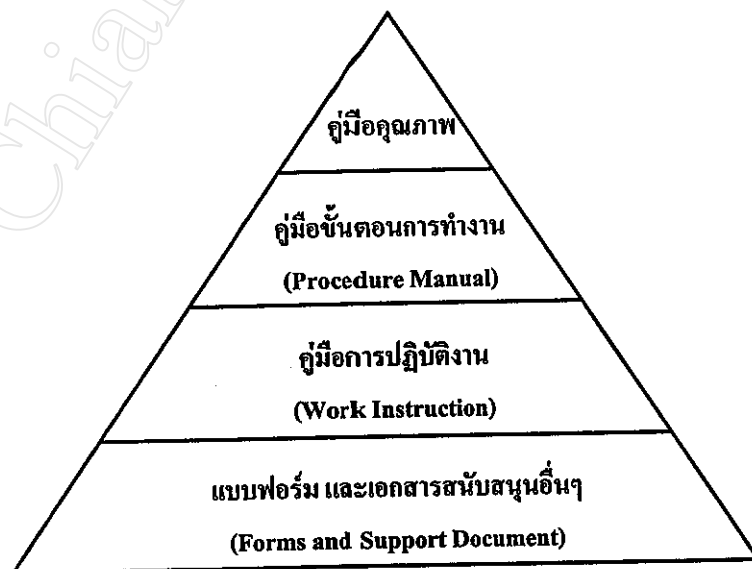 คู่มือคุณภาพ
คู่มือขั้นตอนการทำงาน
(Procedure Manual)
คู่มือการปฏิบัติงาน
(Work Instruction)
แบบฟอร์ม และเอกสารสนับสนุนอื่นๆ
(Forms and Support Document)